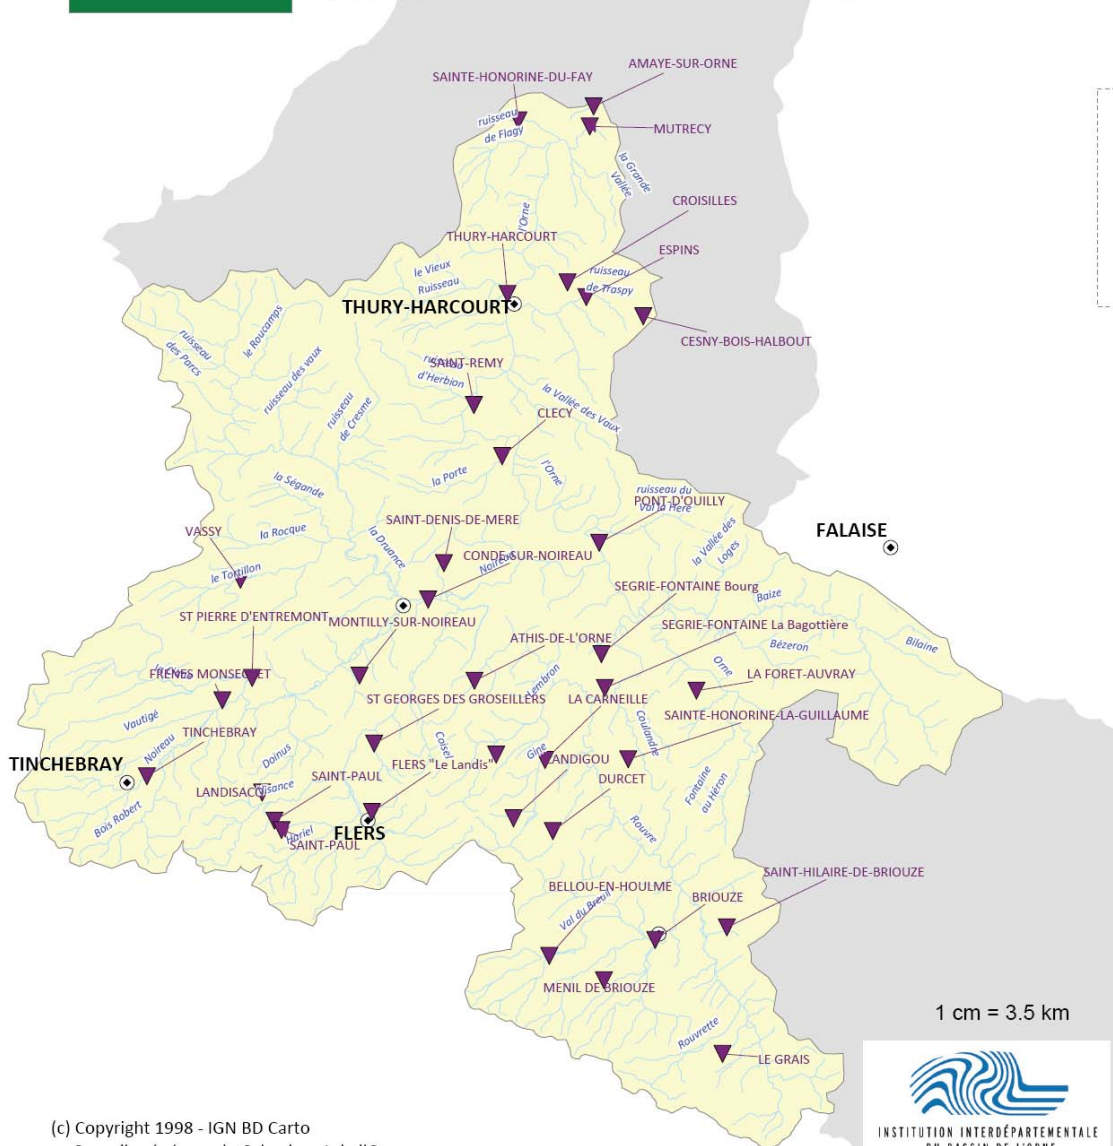 AMAYE-SUR-ORNE
SAINTE-HONORINE-DU-FAY
ruisseau
de Flagy
MUTRECY
la Grande
Vallée
CROISILLES
l'Orne
THURY-HARCOURT
ESPINS
le Vieux
Ruisseau
ruisseau
de Traspy
THURY-HARCOURT
CESNY-BOIS-HALBOUT
ruisseau
des Parcs
le Roucamps
ruisseau des vaux
ruisseau
de Cresme
SAINT-REMY
d'Herbion
la Vallée des Vaux
CLECY
la Porte
l'Orne
la Ségande
ruisseau du
Val la Hère
PONT-D'OUILLY
SAINT-DENIS-DE-MERE
VASSY
la Rocque
la Druance
la Vallée des
Loges
FALAISE
CONDE-SUR-NOIREAU
Noireau
le Tortillon
SEGRIE-FONTAINE Bourg
Baize
ST PIERRE D'ENTREMONT
MONTILLY-SUR-NOIREAU
SEGRIE-FONTAINE La Bagottière
ATHIS-DE-L'ORNE
Bézeron
Bilaine
FRENES MONSECRET
Lembron
Orne
LA FORET-AUVRAY
ST GEORGES DES GROSEILLERS
LA CARNEILLE
SAINTE-HONORINE-LA-GUILLAUME
Vautigé
Noireau
TINCHEBRAY
Doinus
Caisel
Gine
Coulandre
TINCHEBRAY
SAINT-PAUL
FLERS "Le Landis"
LANDIGOU
DURCET
LANDISACQ
Visance
Fontaine
au Héron
Bois Robert
Hariel
FLERS
Rouvre
SAINT-PAUL
SAINT-HILAIRE-DE-BRIOUZE
BELLOU-EN-HOULME
BRIOUZE
Val du Breuil
MENIL DE BRIOUZE
1 cm = 3.5 km
Rouvrette
LE GRAIS
(c) Copyright 1998 - IGN BD Carto
INSTITUTION INTERDÉPARTEMENTALE
DU BASSIN DE L'ORNE